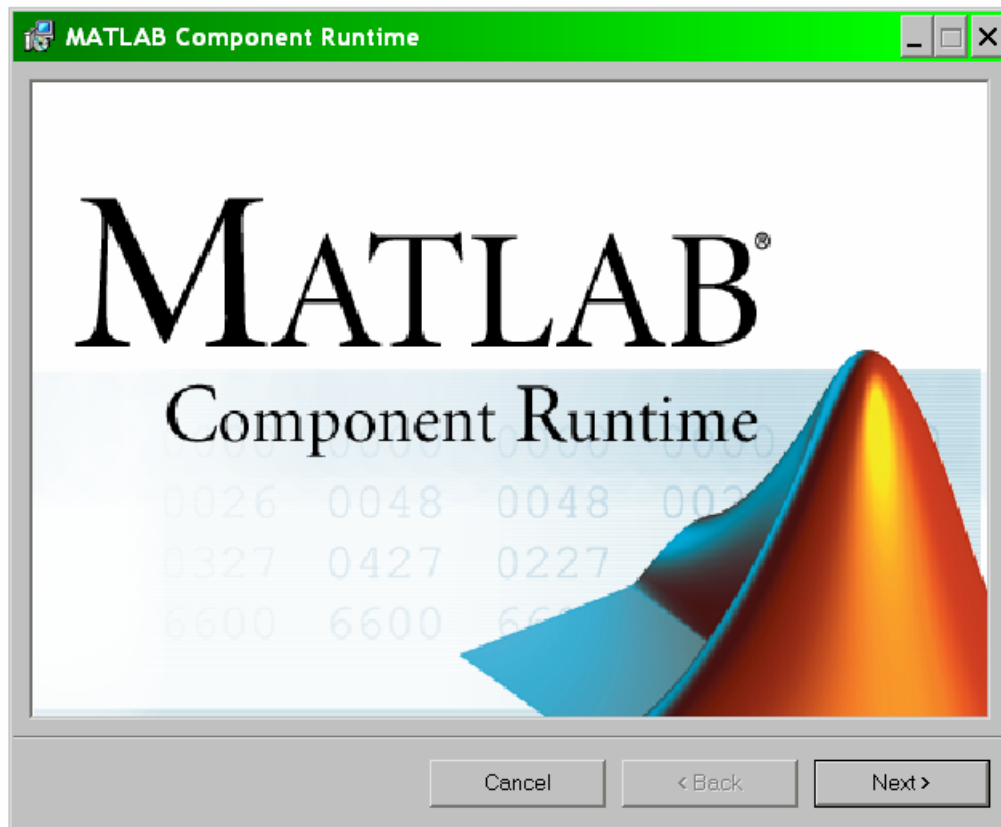 MATLAB Component Runtime
MATLAB®
Component Runtime
0026 0048 0048
0327 0427 0227
6600 6600
Cancel < Back Next >